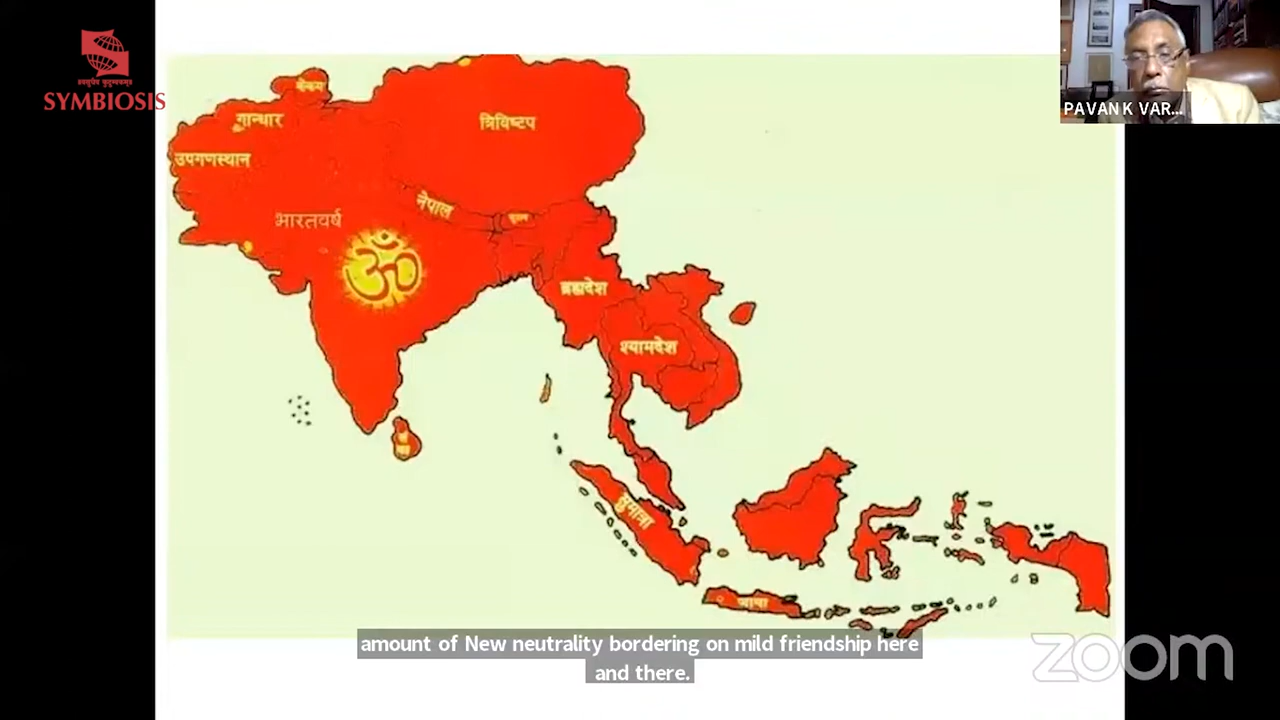 SYMBIOSIS
PAVAN K VAR...
गान्धार
त्रिविष्टप
उपगणस्थान
नेपाल
भारतवर्ष
ॐ
ब्रह्मदेश
श्यामदेश
सुमात्रा
जावा
amount of New neutrality bordering on mild friendship here
and there.
zoom